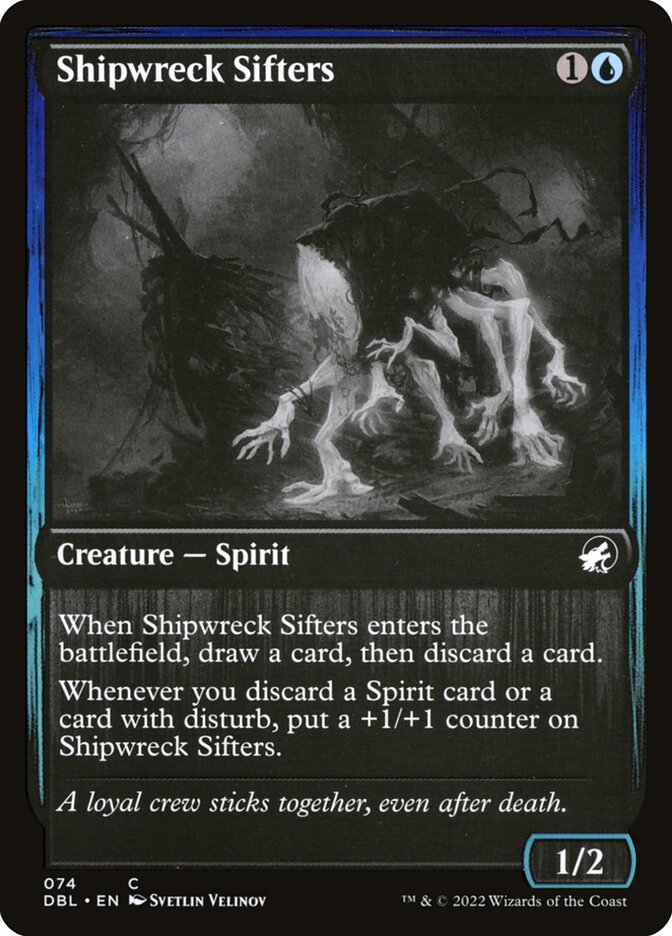 Shipwreck Sifters 1
Creature — Spirit
When Shipwreck Sifters enters the
battlefield, draw a card, then discard a card.
Whenever you discard a Spirit card or a
card with disturb, put a +1/+1 counter on
Shipwreck Sifters.
A loyal crew sticks together, even after death.
1/2
074 C
DBL • EN Svetlin Velinov ™ & © 2022 Wizards of the Coast